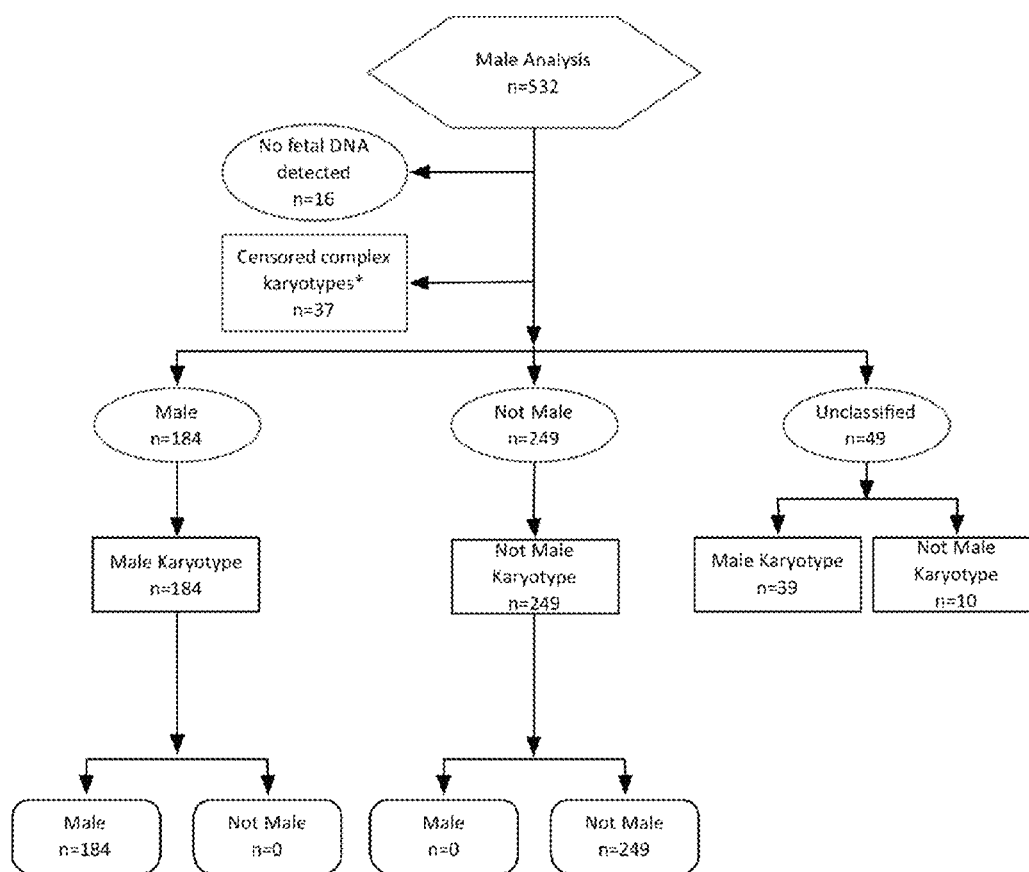 Male Analysis
n=532
No fetal DNA
detected
n=16
Censored complex
karyotypes*
n=37
Male
n=184
Not Male
n=249
Unclassified
n=49
Male Karyotype
n=184
Not Male
Karyotype
n=249
Male Karyotype
n=39
Not Male
Karyotype
n=10
Male
n=184
Not Male
n=0
Male
n=0
Not Male
n=249